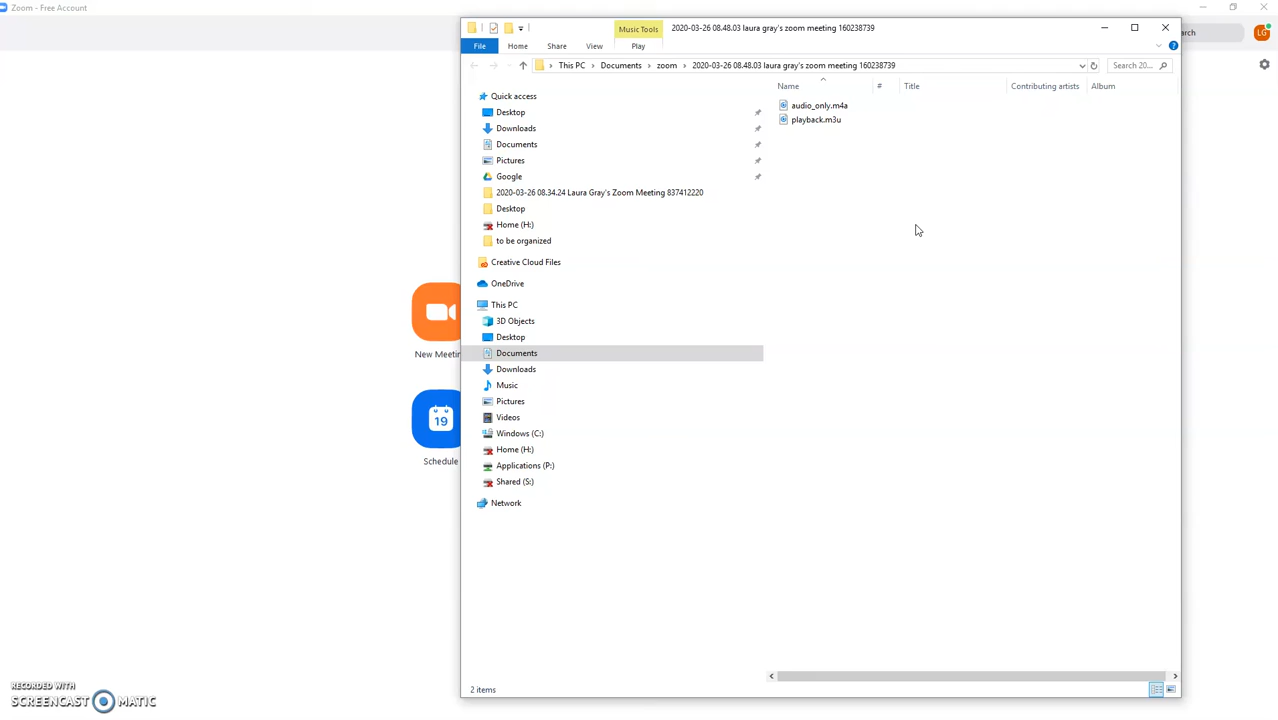 Zoom - Free Account
Music Tools
2020-03-26 08.48.03 laura gray's zoom meeting 160238739
File
Home
Share
View
Play
This PC > Documents > zoom > 2020-03-26 08.48.03 laura gray's zoom meeting 160238739
Search 20...
arch
LG
Name
#
Title
Contributing artists
Album
audio_only.m4a
playback.m3u
Quick access
Desktop
Downloads
Documents
Pictures
Google
2020-03-26 08.34.24 Laura Gray's Zoom Meeting 837412220
Desktop
Home (H:)
to be organized
Creative Cloud Files
OneDrive
This PC
3D Objects
Desktop
Documents
Downloads
Music
Pictures
Videos
Windows (C:)
Home (H:)
Applications (P:)
Shared (S:)
Network
New Meetin
19
Schedule
2 items
RECORDED WITH
SCREENCAST MATIC